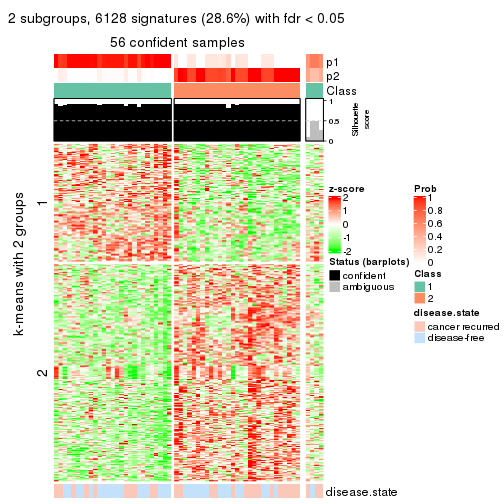 2 subgroups, 6128 signatures (28.6%) with fdr < 0.05
56 confident samples
p1
p2
Class
1
0.5
0
Silhouette
score
k-means with 2 groups
1
2
disease.state
z-score
2
1
0
-1
-2
Status (barplots)
confident
ambiguous
Prob
1
0.8
0.6
0.4
0.2
0
Class
1
2
disease.state
cancer recurred
disease-free